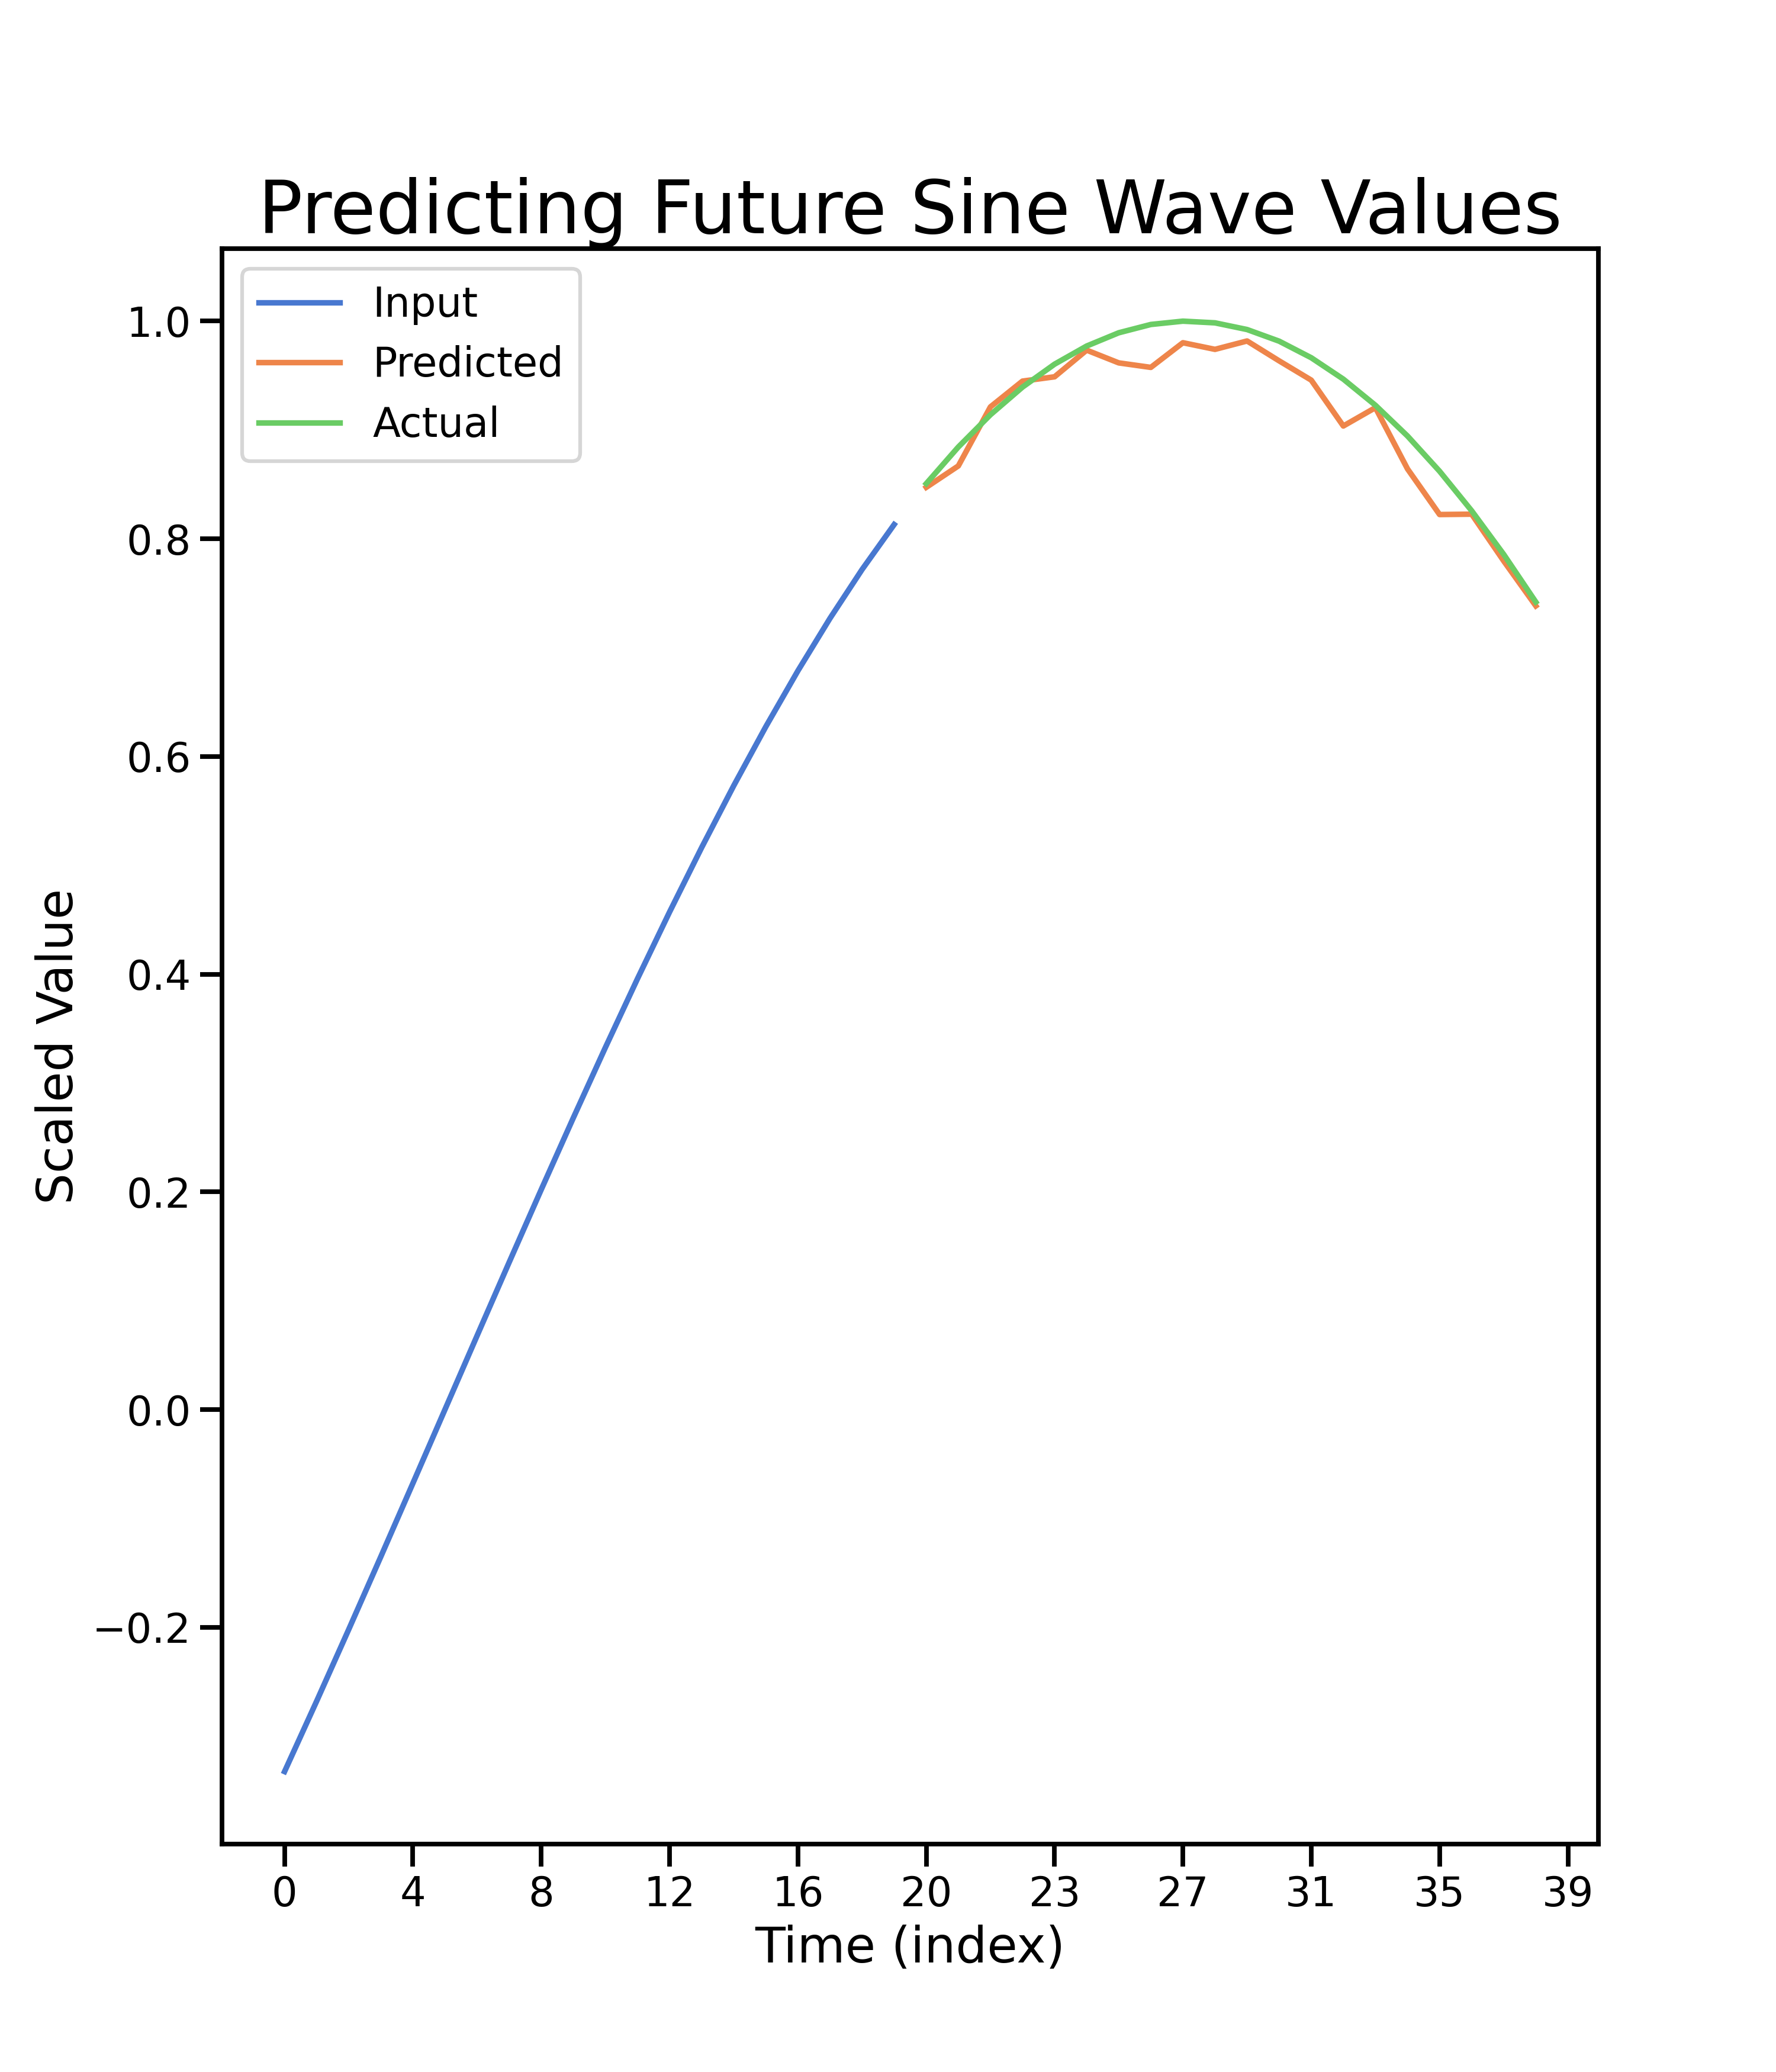 Predicting Future Sine Wave Values
Input
Predicted
Actual
1.0
0.8
0.6
0.4
0.2
0.0
−0.2
Scaled Value
0 4 8 12 16 20 23 27 31 35 39
Time (index)